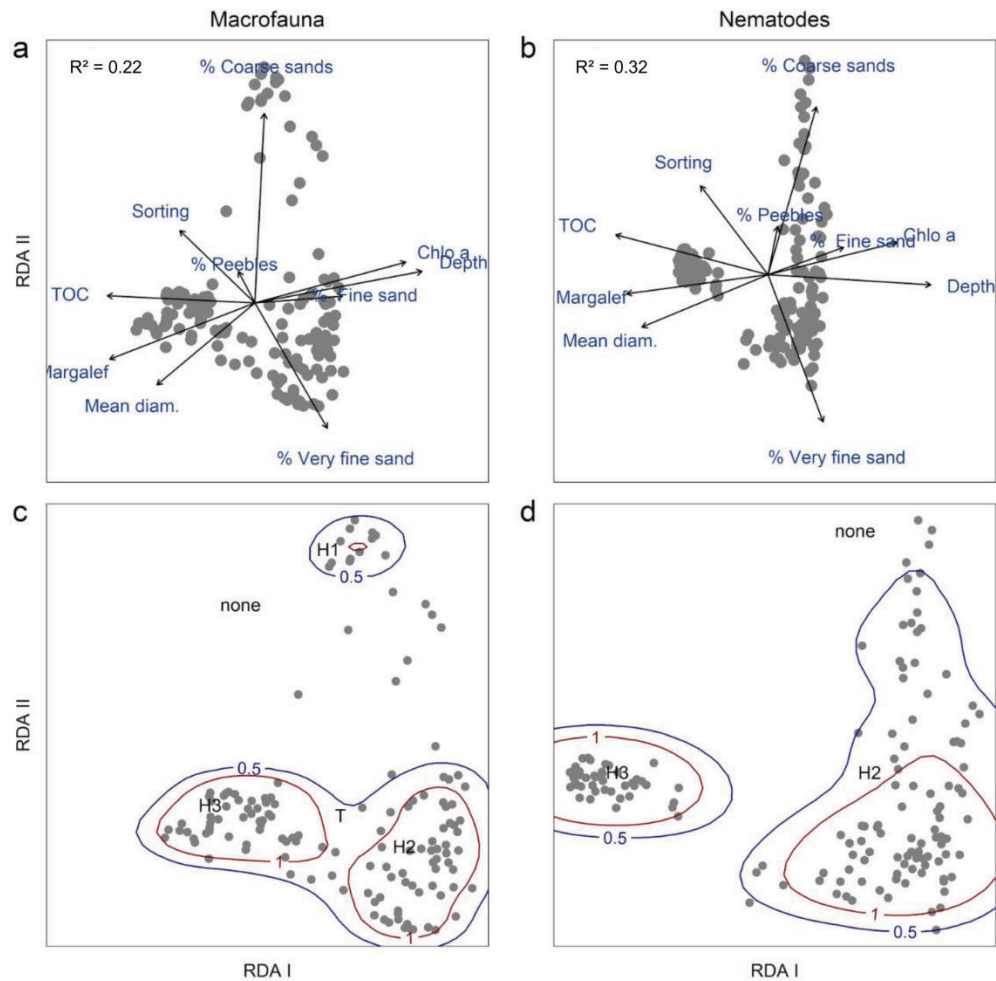 Macrofauna
Nematodes
a
R² = 0.22
% Coarse sands
Sorting
% Peebles
Chlo a
Depth
TOC
% Fine sand
Margalef
Mean diam.
% Very fine sand
RDA II
b
R² = 0.32
% Coarse sands
Sorting
% Peebles
TOC
% Fine sand
Chlo a
Margalef
Depth
Mean diam.
% Very fine sand
c
H1
0.5
none
0.5
H3
T
H2
1
1
RDA II
RDA I
d
none
1
H3
H2
0.5
1
0.5
RDA I